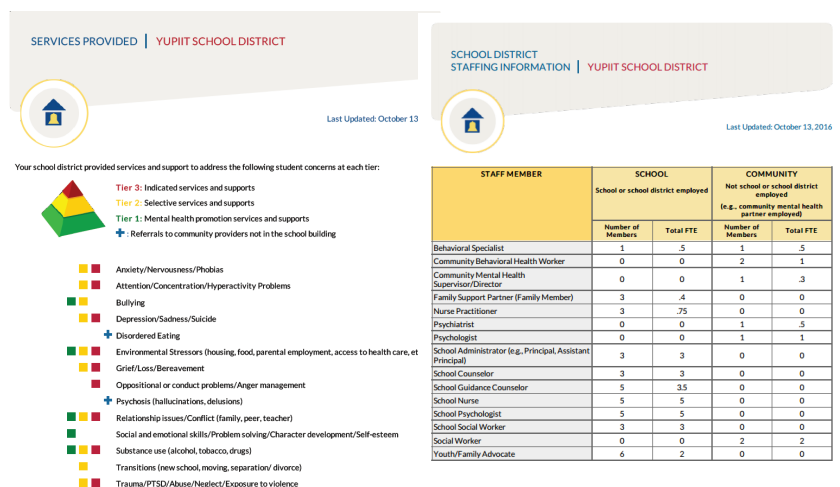 SERVICES PROVIDED | YUPIIT SCHOOL DISTRICT
Last Updated: October 13
Your school district provided services and support to address the following student concerns at each tier:
Tier 3: Indicated services and supports
Tier 2: Selective services and supports
Tier 1: Mental health promotion services and supports
+ : Referrals to community providers not in the school building
Anxiety/Nervousness/Phobias
Attention/Concentration/Hyperactivity Problems
Bullying
Depression/Sadness/Suicide
Disordered Eating
Environmental Stressors (housing, food, parental employment, access to health care, et
Grief/Loss/Bereavement
Oppositional or conduct problems/Anger management
Psychosis (hallucinations, delusions)
Relationship issues/Conflict (family, peer, teacher)
Social and emotional skills/Problem solving/Character development/Self-esteem
Substance use (alcohol, tobacco, drugs)
Transitions (new school, moving, separation/ divorce)
Trauma/PTSD/Abuse/Neglect/Exposure to violence
SCHOOL DISTRICT
STAFFING INFORMATION | YUPIIT SCHOOL DISTRICT
Last Updated: October 13, 2016
STAFF MEMBER SCHOOL COMMUNITY
School or school district employed
Not school or school district
employed
(e.g., community mental health
partner employed)
Number of Members Total FTE Number of Members Total FTE
Behavioral Specialist 1 .5 1 .5
Community Behavioral Health Worker 0 0 2 1
Community Mental Health
Supervisor/Director 0 0 1 .3
Family Support Partner (Family Member) 3 .4 0 0
Nurse Practitioner 3 .75 0 0
Psychiatrist 0 0 1 .5
Psychologist 0 0 1 1
School Administrator (e.g., Principal, Assistant
Principal) 3 3 0 0
School Counselor 3 3 0 0
School Guidance Counselor 5 3.5 0 0
School Nurse 5 5 0 0
School Psychologist 5 5 0 0
School Social Worker 3 3 0 0
Social Worker 0 0 2 2
Youth/Family Advocate 6 2 0 0